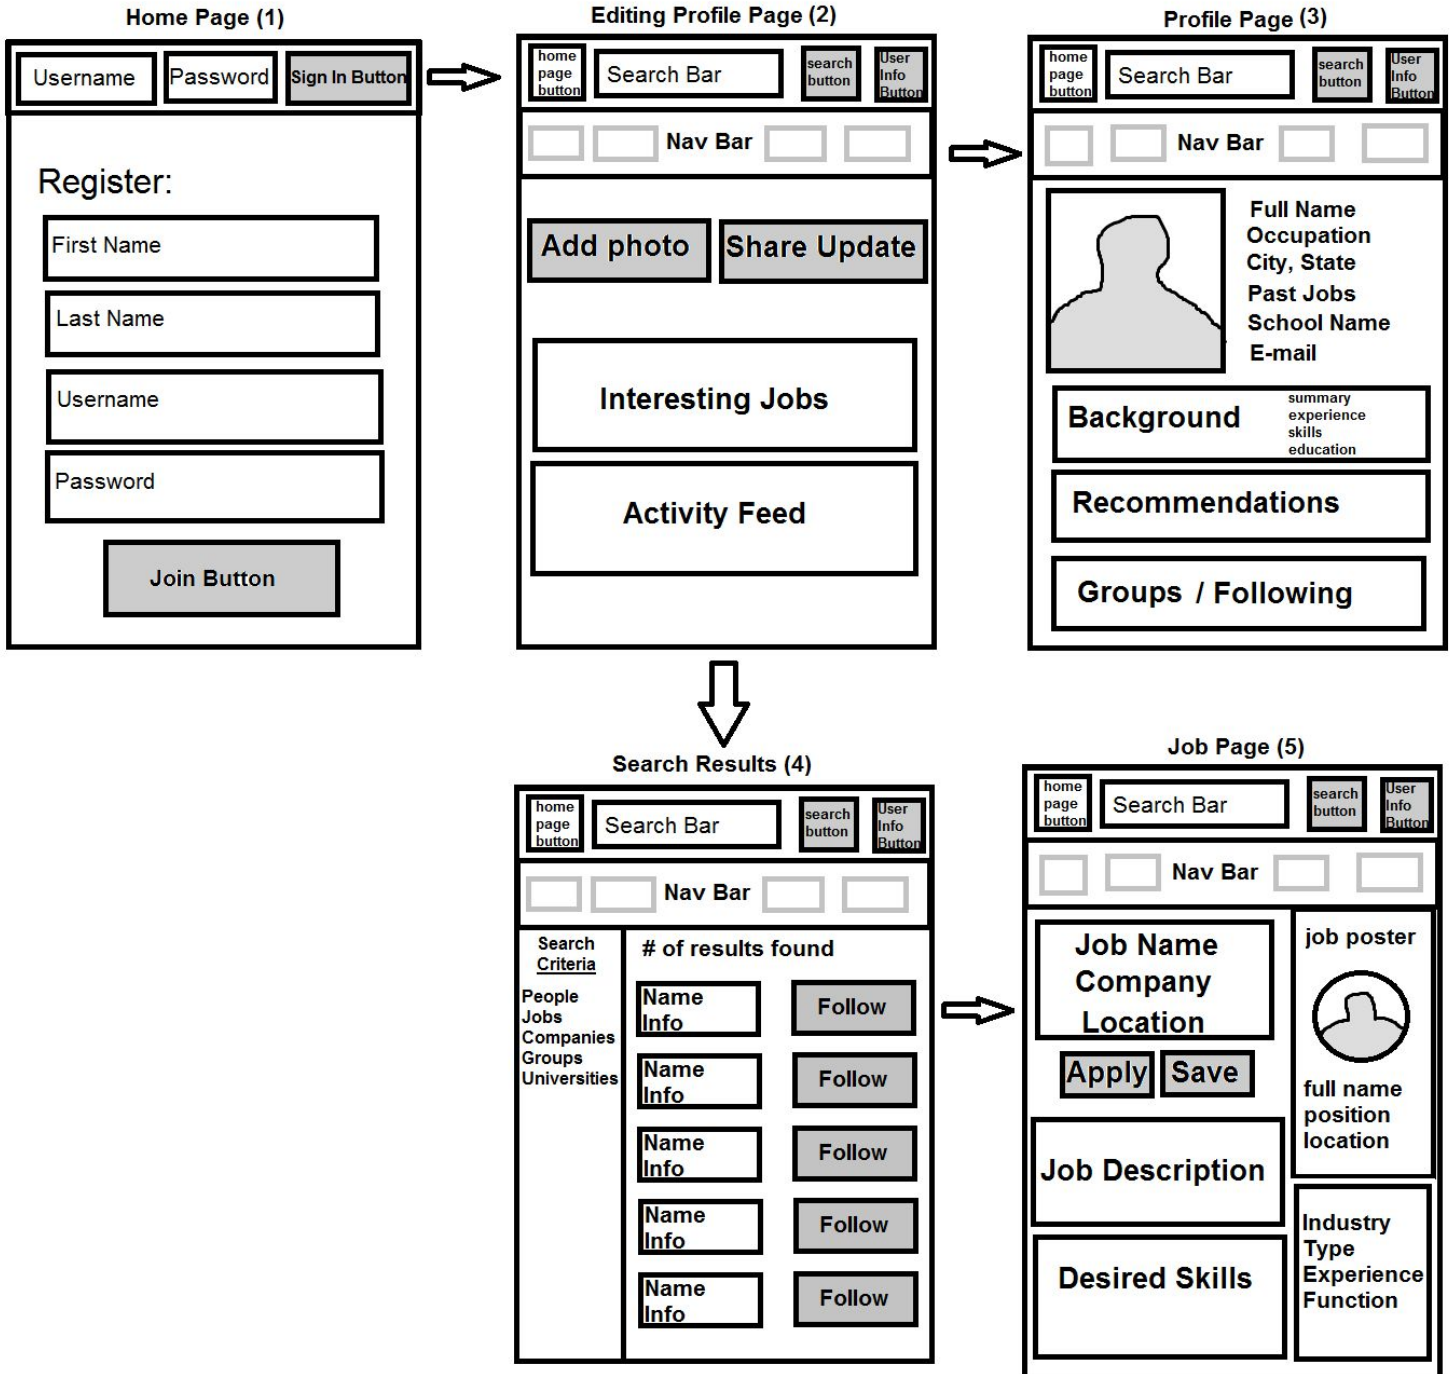 Home Page (1)
Username
Password
Sign In Button
Register:
First Name
Last Name
Username
Password
Join Button
Editing Profile Page (2)
home
page
button
Search Bar
search
button
User
Info
Button
Nav Bar
Add photo
Share Update
Interesting Jobs
Activity Feed
Profile Page (3)
home
page
button
Search Bar
search
button
User
Info
Button
Nav Bar
Full Name
Occupation
City, State
Past Jobs
School Name
E-mail
Background
summary
experience
skills
education
Recommendations
Groups / Following
Search Results (4)
home
page
button
Search Bar
search
button
User
Info
Button
Nav Bar
Search
Criteria
People
Jobs
Companies
Groups
Universities
# of results found
Name
Info
Follow
Name
Info
Follow
Name
Info
Follow
Name
Info
Follow
Name
Info
Follow
Job Page (5)
home
page
button
Search Bar
search
button
User
Info
Button
Nav Bar
Job Name
Company
Location
Apply
Save
Job Description
Desired Skills
job poster
full name
position
location
Industry
Type
Experience
Function